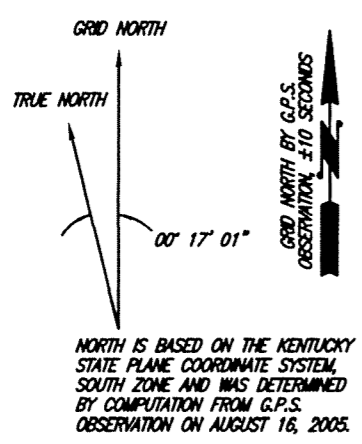 GRID NORTH
TRUE NORTH
00° 17' 01"
GRID NORTH BY G.P.S.
OBSERVATION, ±10 SECONDS
NORTH IS BASED ON THE KENTUCKY
STATE PLANE COORDINATE SYSTEM,
SOUTH ZONE AND WAS DETERMINED
BY COMPUTATION FROM G.P.S.
OBSERVATION ON AUGUST 16, 2005.